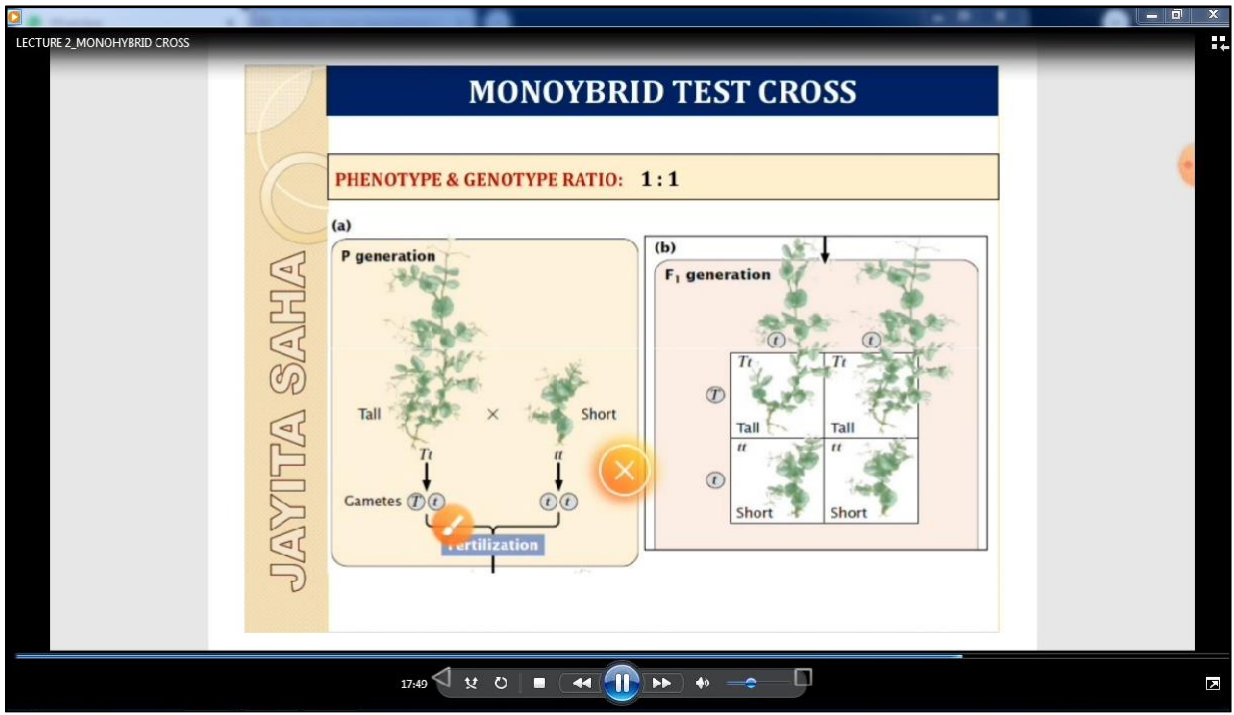 LECTURE 2_MONOHYBRID CROSS
MONOYBRID TEST CROSS
PHENOTYPE & GENOTYPE RATIO: 1 : 1
JAYITA SAHA
(a)
P generation
Tall × Short
Tt tt
Gametes T t t t
Fertilization
(b)
F₁ generation
t t
T
Tt Tt
Tall Tall
t
tt tt
Short Short
17:49